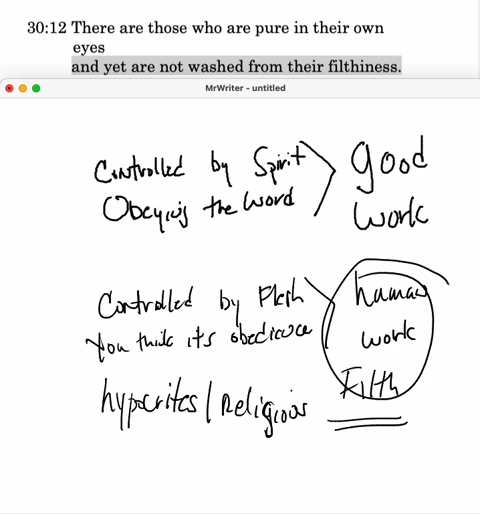 30:12 There are those who are pure in their own
eyes
and yet are not washed from their filthiness.
MrWriter - untitled
Controlled by Spirit
Obeying the Word
good
work
Controlled by Flesh
You think it's obedience
human
work
Filth
hypocrites / Religious